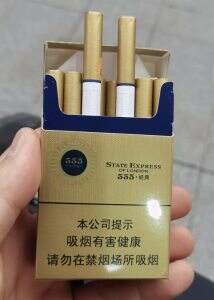 555
STATE EXPRESS
OF LONDON
555·经典
本公司提示
吸烟有害健康
请勿在禁烟场所吸烟